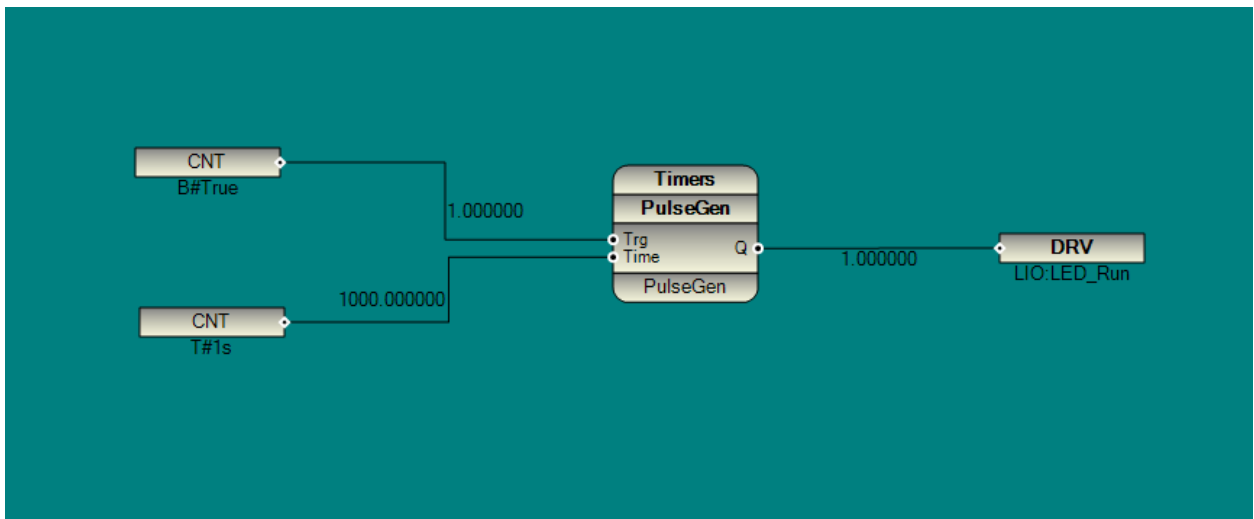 CNT
B#True
1.000000
Timers
PulseGen
Trg
Time
Q
PulseGen
1.000000
DRV
LIO:LED_Run
1000.000000
CNT
T#1s